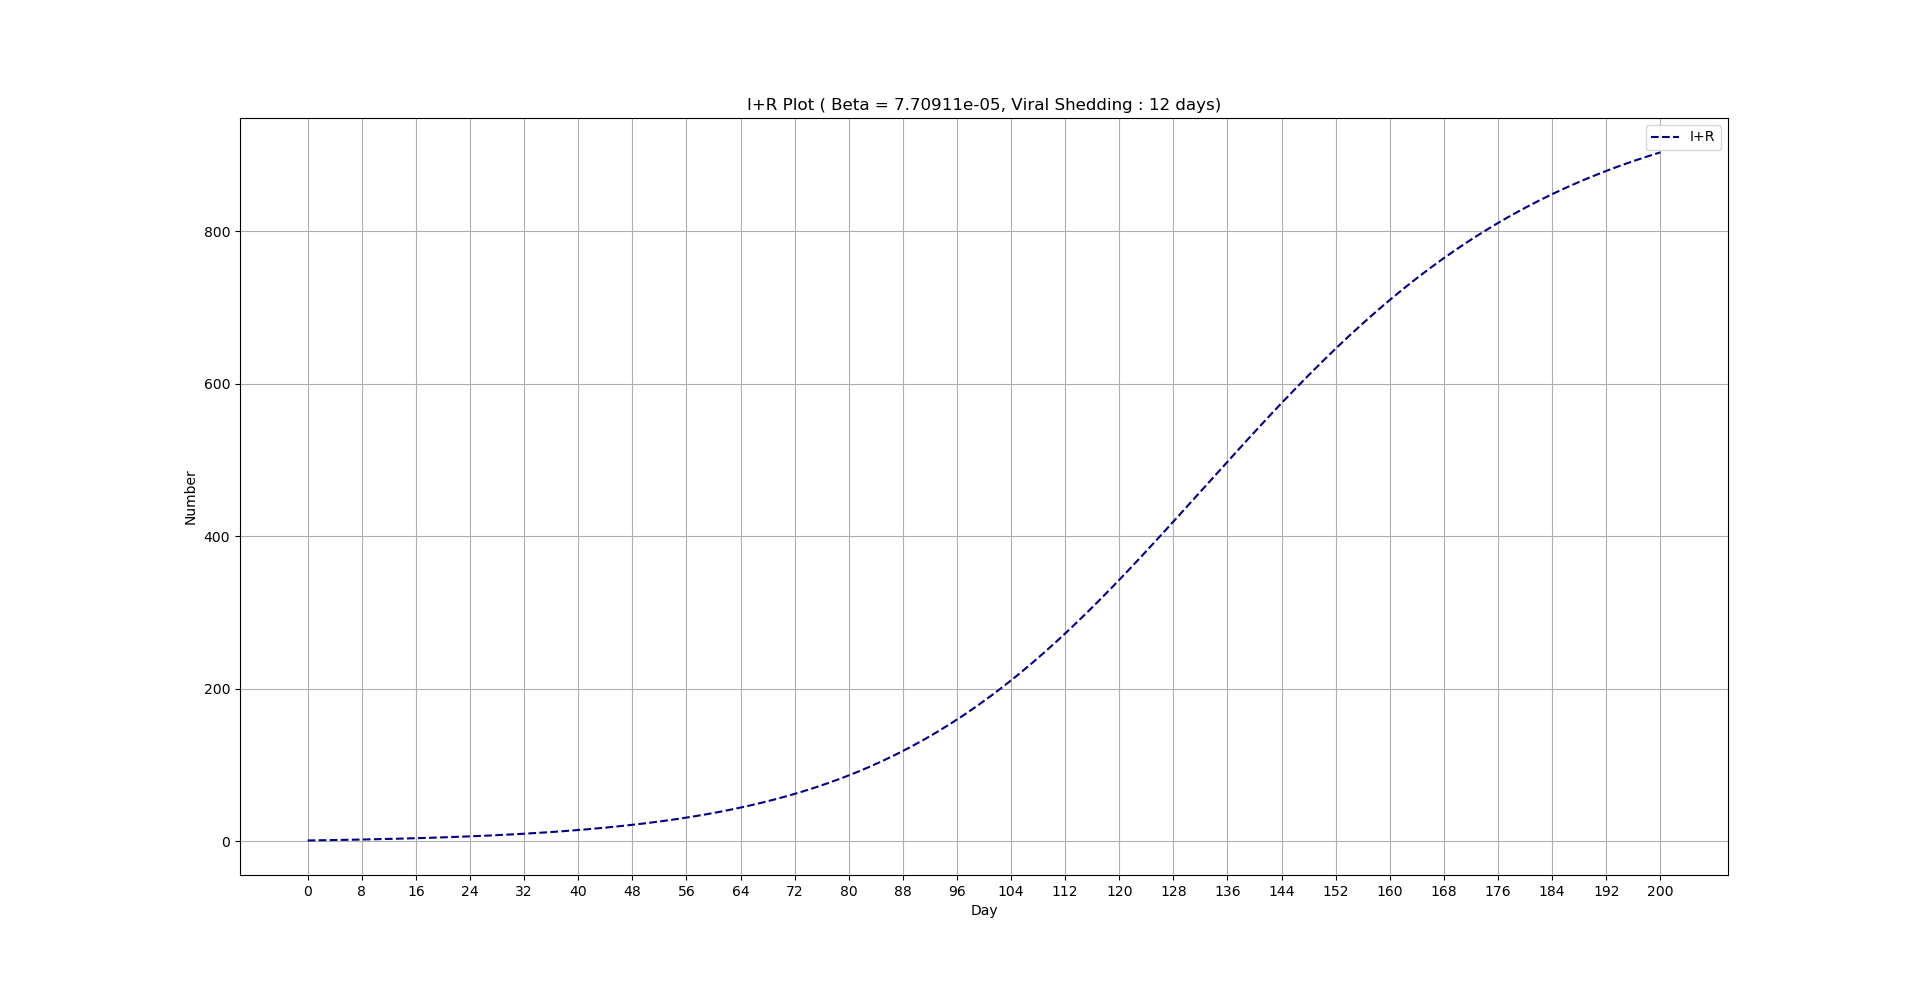 I+R Plot ( Beta = 7.70911e-05, Viral Shedding : 12 days)
I+R
800
600
400
200
0
Number
0 8 16 24 32 40 48 56 64 72 80 88 96 104 112 120 128 136 144 152 160 168 176 184 192 200
Day